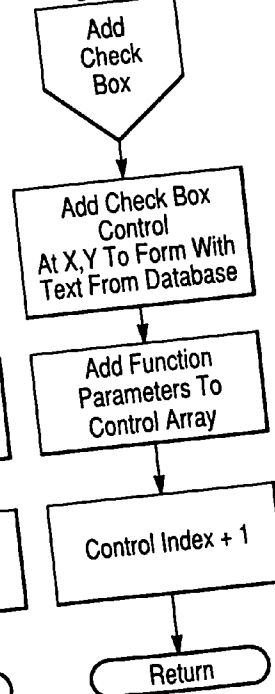 Add
Check
Box
Add Check Box
Control
At X,Y To Form With
Text From Database
Add Function
Parameters To
Control Array
Control Index + 1
Return